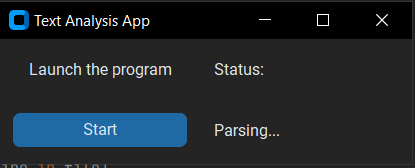 Text Analysis App
Launch the program
Status:
Start
Parsing...